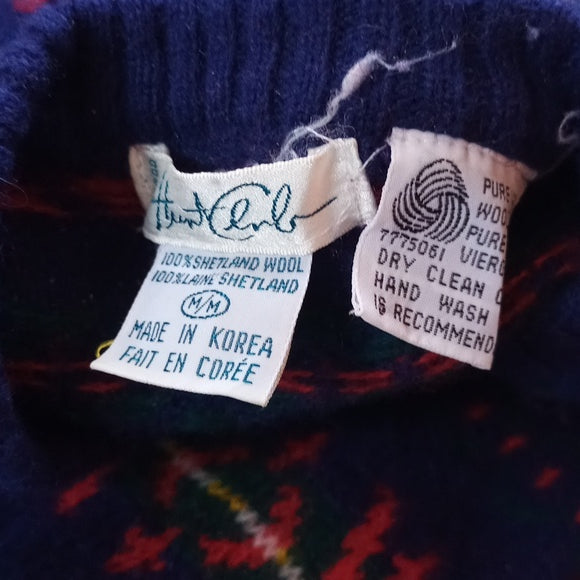 Hunt Club
100% SHETLAND WOOL
100% LAINE SHETLAND
M/M
MADE IN KOREA
FAIT EN CORÉE
PURE
WOO
PURE
7775061 VIERG
DRY CLEAN O
HAND WASH
IS RECOMMEND